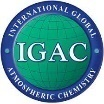 INTERNATIONAL GLOBAL
IGAC
ATMOSPHERIC CHEMISTRY